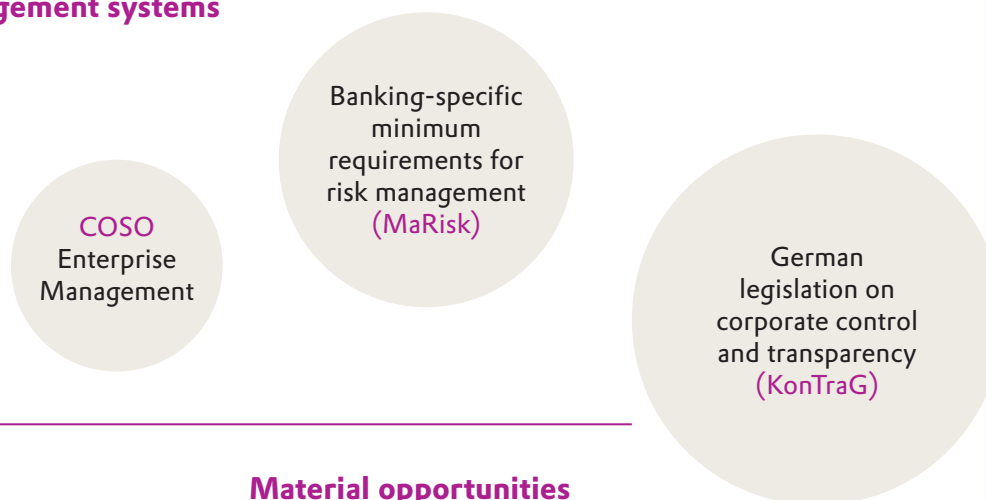 gement systems
Banking-specific
minimum
requirements for
risk management
(MaRisk)
COSO
Enterprise
Management
German
legislation on
corporate control
and transparency
(KonTraG)
Material opportunities